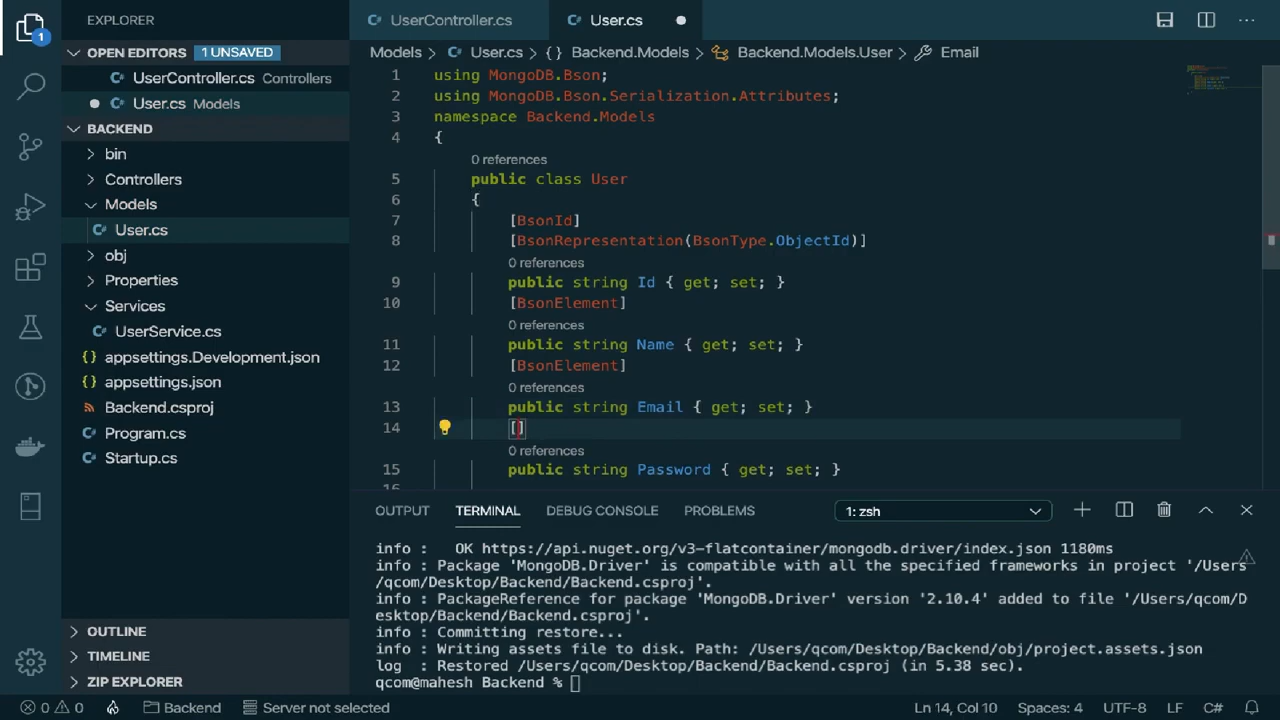 EXPLORER
UserController.cs
User.cs
OPEN EDITORS 1 UNSAVED
UserController.cs Controllers
User.cs Models
BACKEND
bin
Controllers
Models
User.cs
obj
Properties
Services
UserService.cs
appsettings.Development.json
appsettings.json
Backend.csproj
Program.cs
Startup.cs
OUTLINE
TIMELINE
ZIP EXPLORER
1
Models > User.cs > {} Backend.Models > Backend.Models.User > Email
1 using MongoDB.Bson;
2 using MongoDB.Bson.Serialization.Attributes;
3 namespace Backend.Models
4 {
0 references
5 public class User
6 {
7 [BsonId]
8 [BsonRepresentation(BsonType.ObjectId)]
0 references
9 public string Id { get; set; }
10 [BsonElement]
0 references
11 public string Name { get; set; }
12 [BsonElement]
0 references
13 public string Email { get; set; }
14 []
0 references
15 public string Password { get; set; }
16
OUTPUT TERMINAL DEBUG CONSOLE PROBLEMS 1: zsh
info : OK https://api.nuget.org/v3-flatcontainer/mongodb.driver/index.json 1180ms
info : Package 'MongoDB.Driver' is compatible with all the specified frameworks in project '/Users
/qcom/Desktop/Backend/Backend.csproj'.
info : PackageReference for package 'MongoDB.Driver' version '2.10.4' added to file '/Users/qcom/D
esktop/Backend/Backend.csproj'.
info : Committing restore...
info : Writing assets file to disk. Path: /Users/qcom/Desktop/Backend/obj/project.assets.json
log : Restored /Users/qcom/Desktop/Backend/Backend.csproj (in 5.38 sec).
qcom@mahesh Backend %
0 0 Backend Server not selected Ln 14, Col 10 Spaces: 4 UTF-8 LF C#